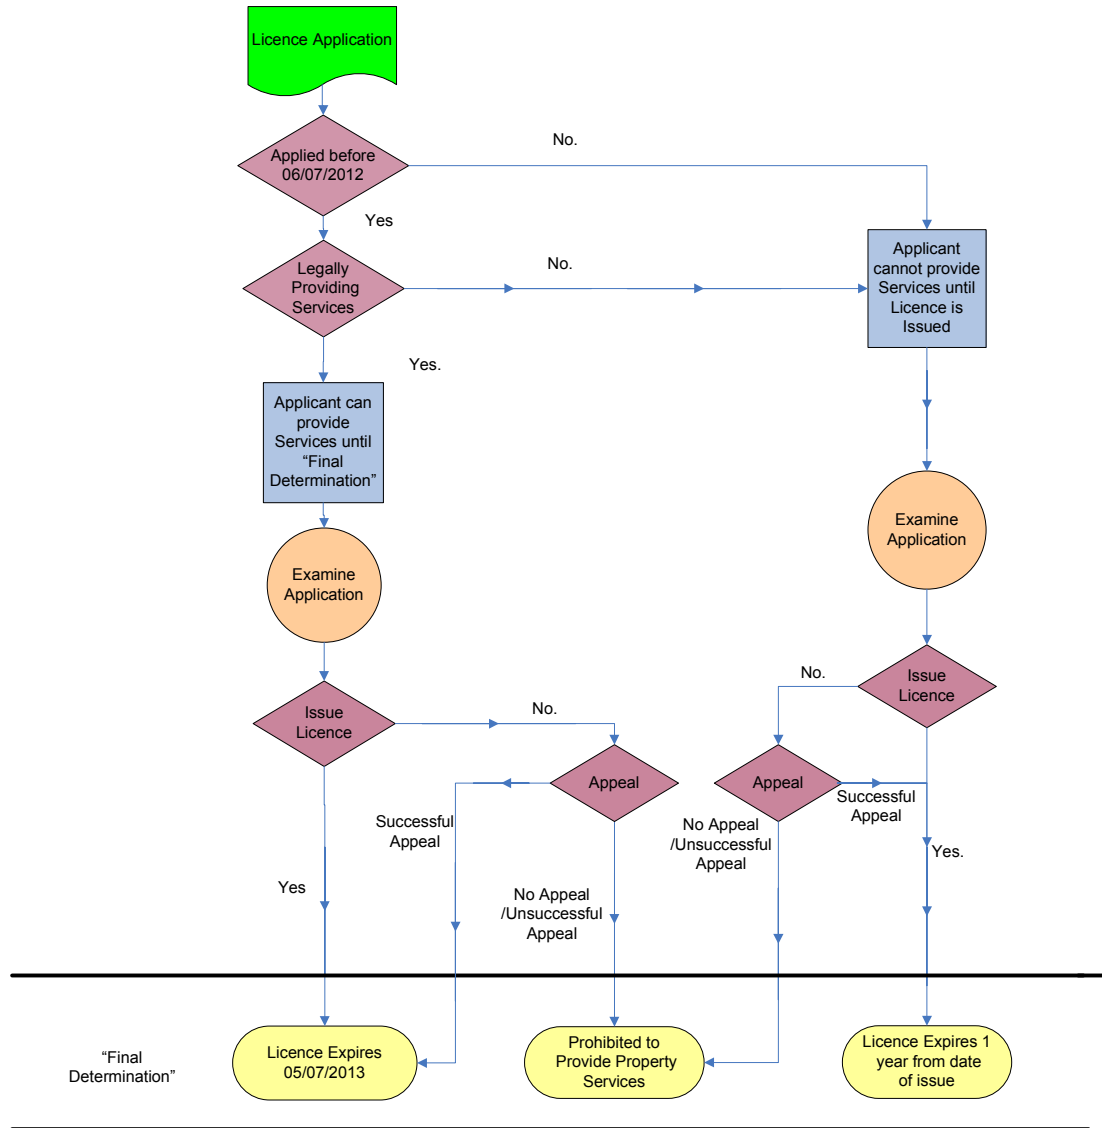 Licence Application
No.
Applied before
06/07/2012
Yes
Legally
Providing
Services
No.
Applicant
cannot provide
Services until
Licence is
Issued
Yes.
Applicant can
provide
Services until
“Final
Determination”
Examine
Application
Examine
Application
Issue
Licence
No.
Issue
Licence
No.
Appeal
Appeal
Successful
Appeal
Successful
Appeal
No Appeal
/Unsuccessful
Appeal
Yes.
Yes
No Appeal
/Unsuccessful
Appeal
“Final
Determination”
Licence Expires
05/07/2013
Prohibited to
Provide Property
Services
Licence Expires 1
year from date
of issue